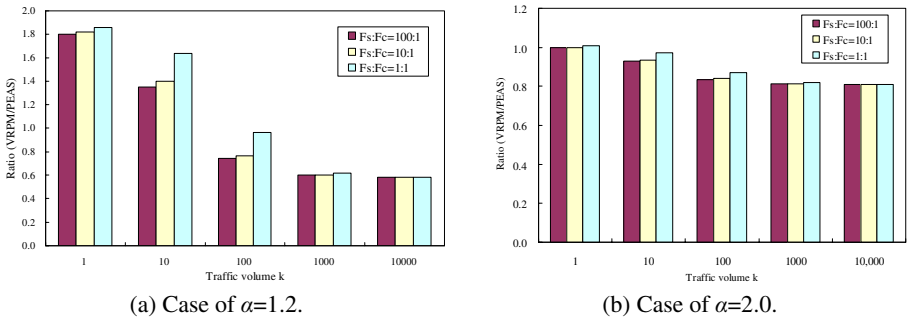 2.0
1.8
1.6
1.4
1.2
1.0
0.8
0.6
0.4
0.2
0.0
Ratio (VRPM/PEAS)
Fs:Fc=100:1
Fs:Fc=10:1
Fs:Fc=1:1
1 10 100 1000 10000
Traffic volume k
(a) Case of α=1.2.
1.2
1.0
0.8
0.6
0.4
0.2
0.0
Ratio (VRPM/PEAS)
Fs:Fc=100:1
Fs:Fc=10:1
Fs:Fc=1:1
1 10 100 1000 10,000
Traffic volume k
(b) Case of α=2.0.